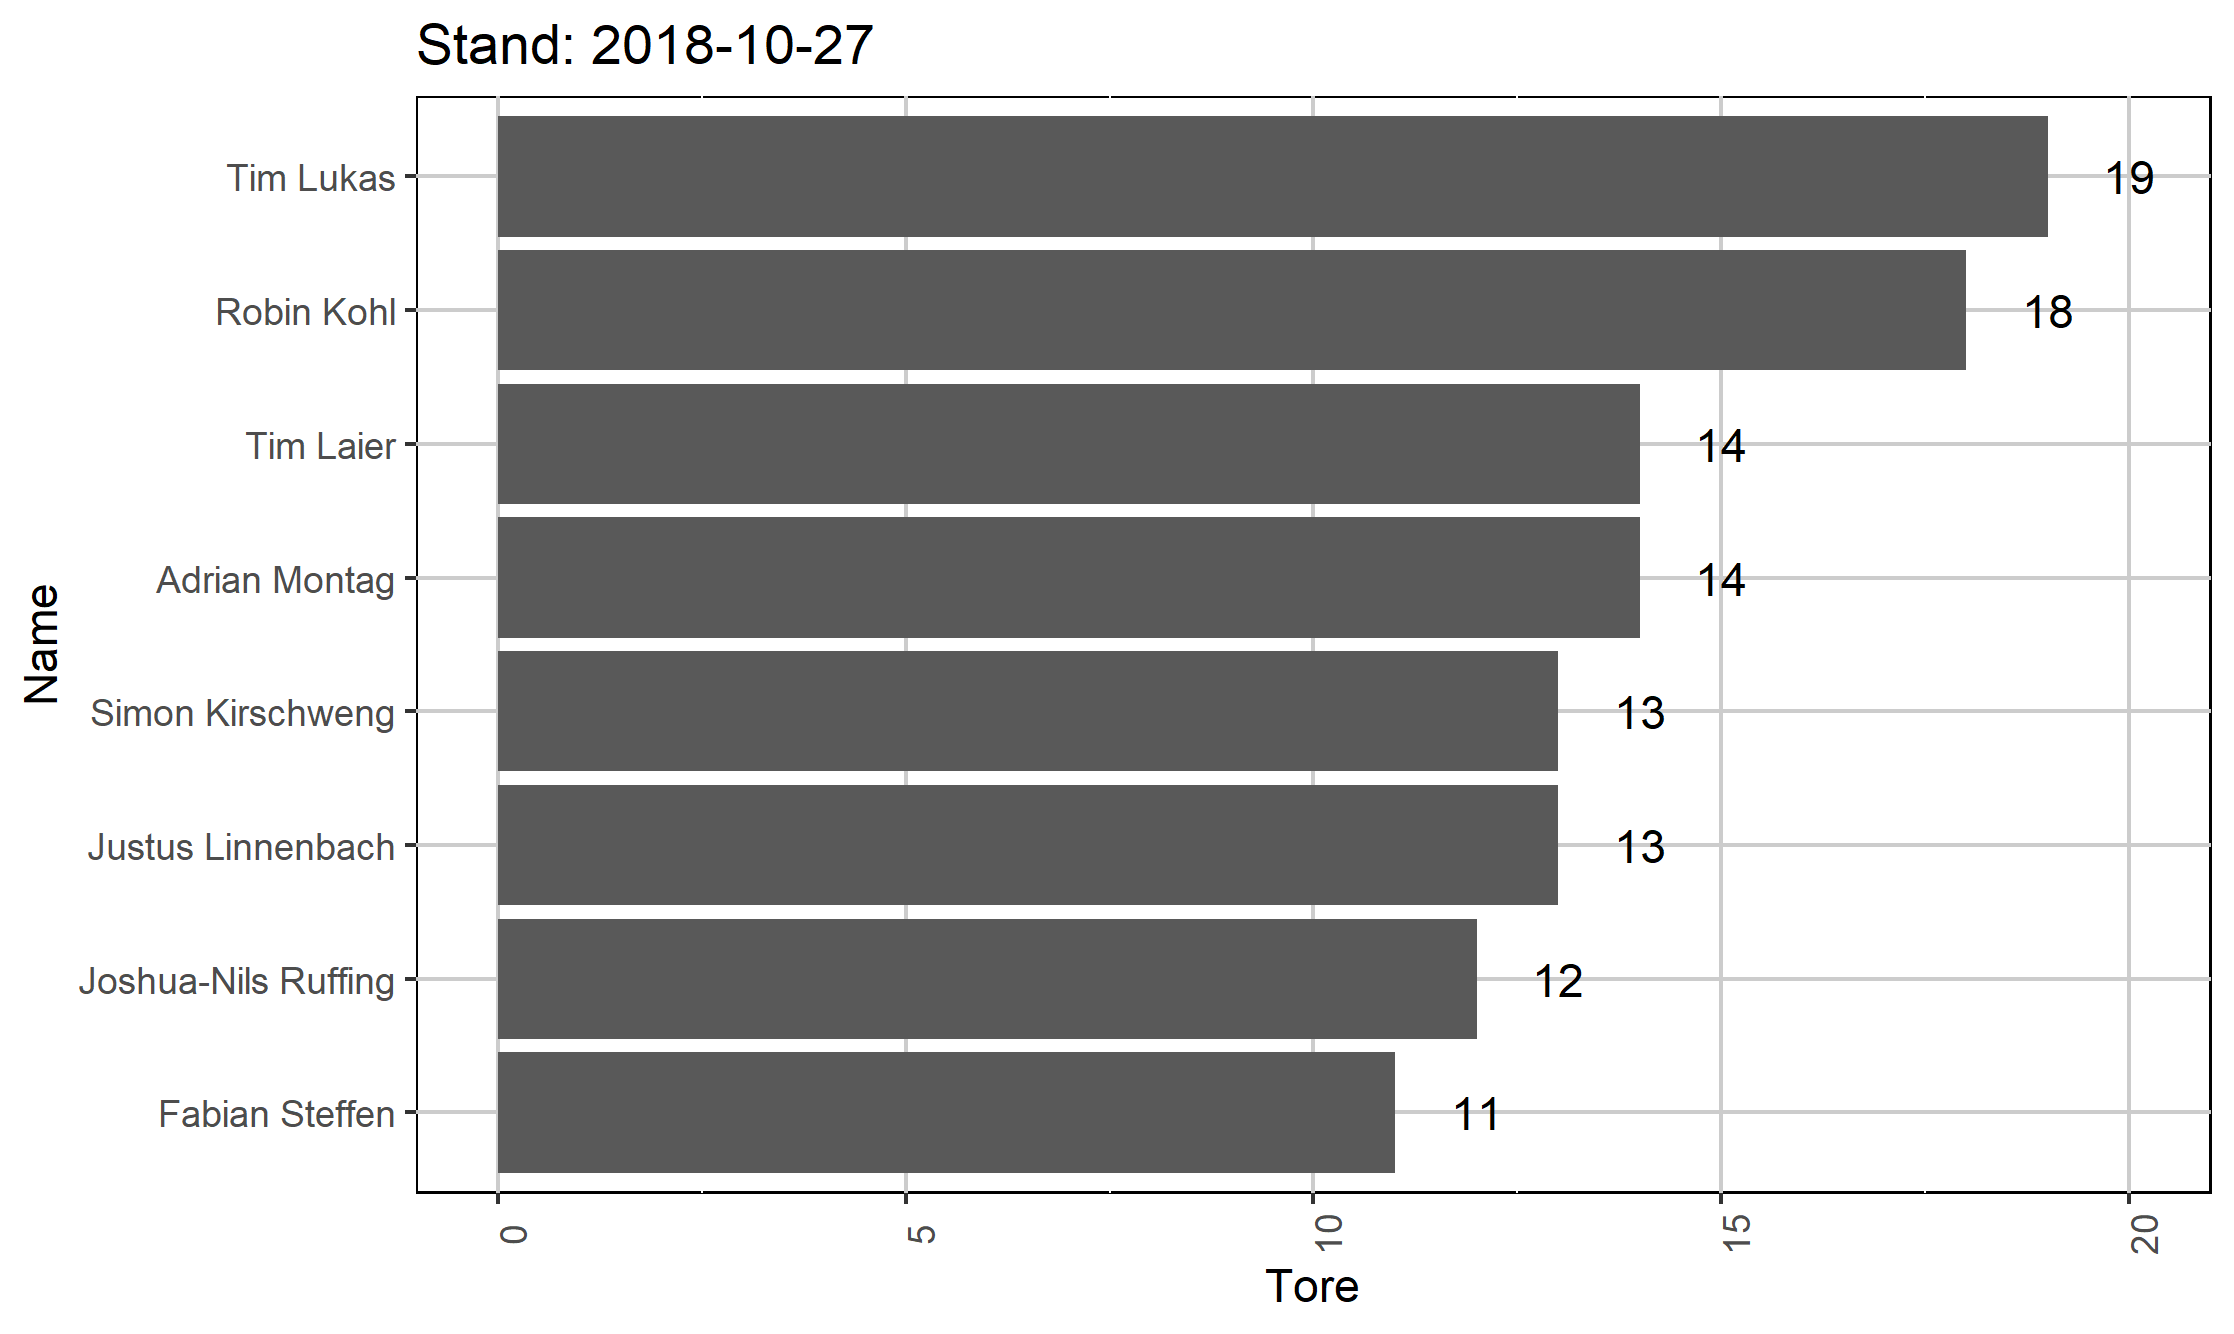 Stand: 2018-10-27
Name
Tim Lukas 19
Robin Kohl 18
Tim Laier 14
Adrian Montag 14
Simon Kirschweng 13
Justus Linnenbach 13
Joshua-Nils Ruffing 12
Fabian Steffen 11
0 5 10 15 20
Tore